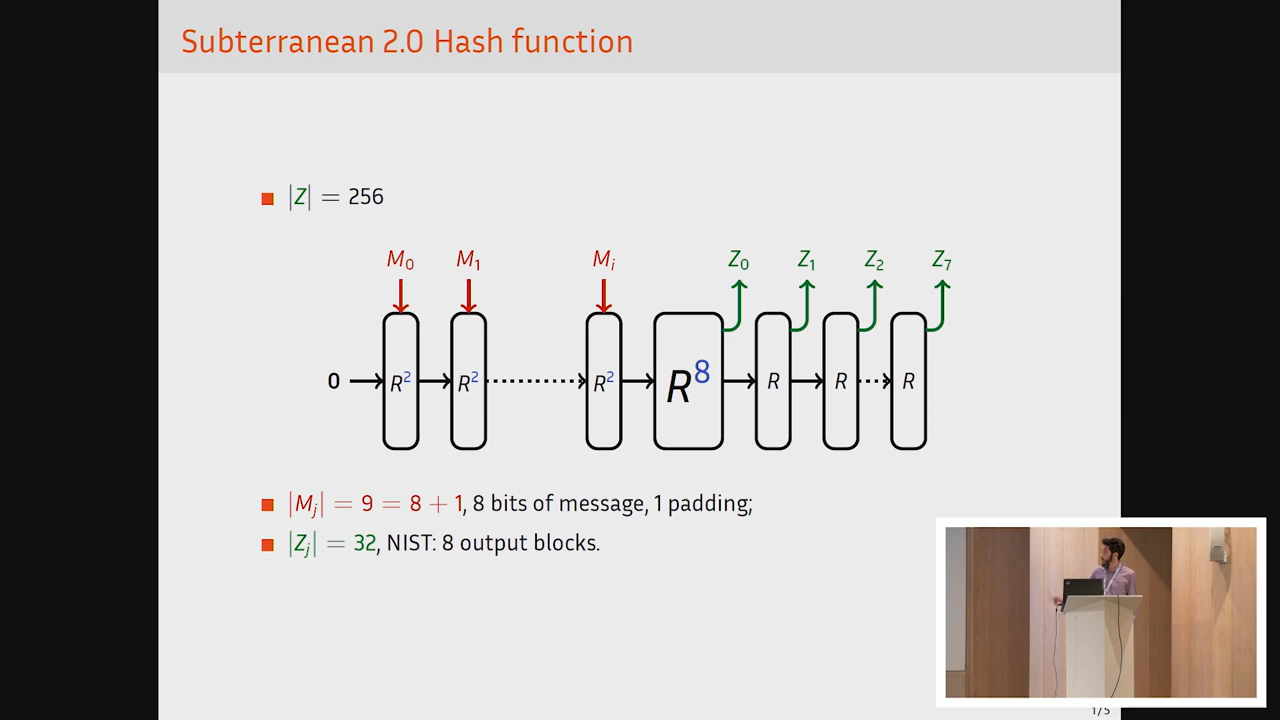 Subterranean 2.0 Hash function
|Z| = 256
M₀ M₁ Mᵢ Z₀ Z₁ Z₂ Z₇
0 R² R² R² R⁸ R R R
|Mⱼ| = 9 = 8 + 1, 8 bits of message, 1 padding;
|Zⱼ| = 32, NIST: 8 output blocks.
1/5